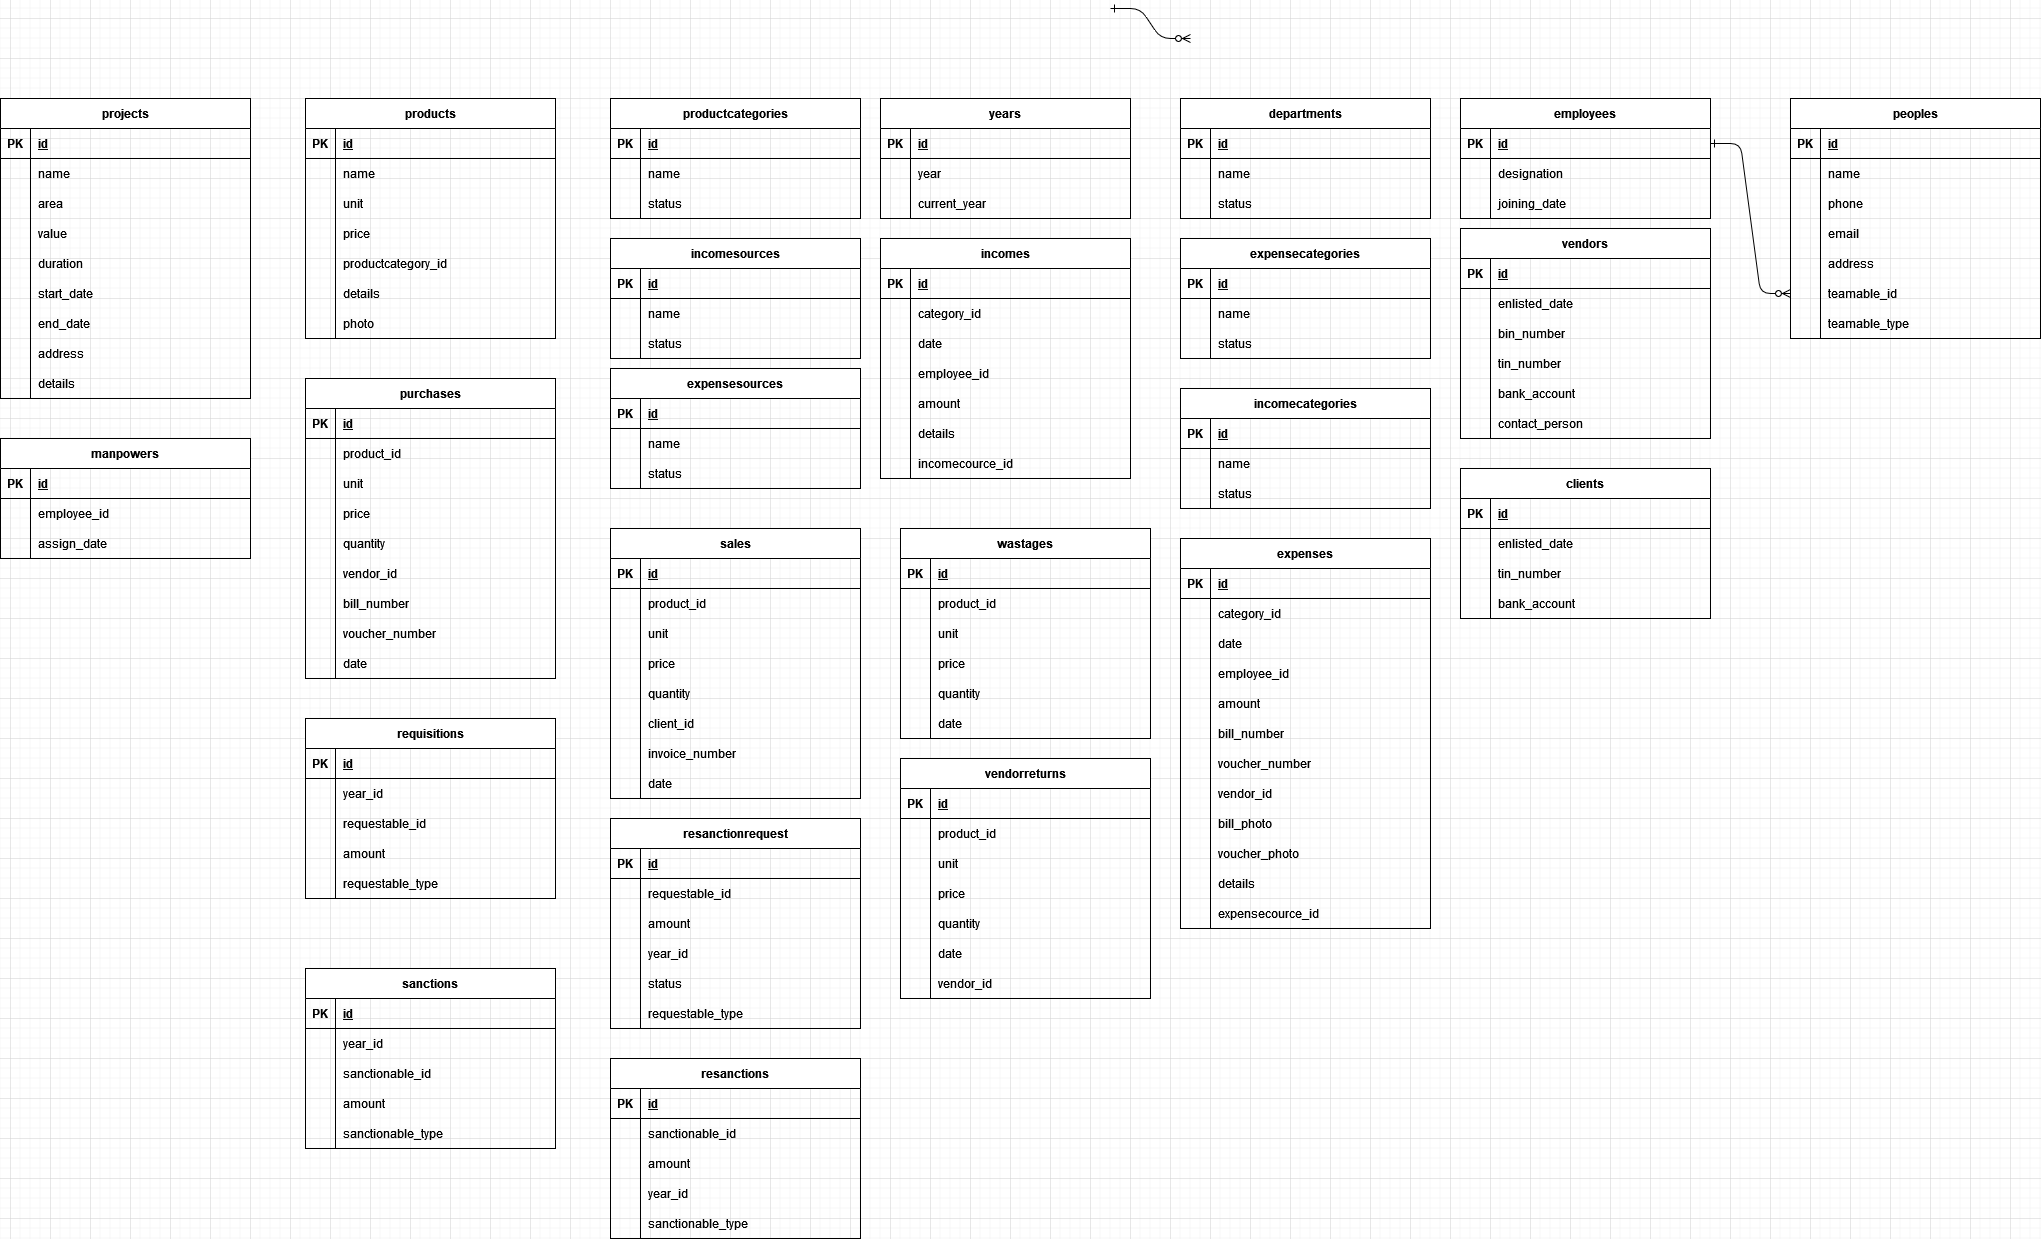 projects
PK id
name
area
value
duration
start_date
end_date
address
details
manpowers
PK id
employee_id
assign_date
products
PK id
name
unit
price
productcategory_id
details
photo
purchases
PK id
product_id
unit
price
quantity
vendor_id
bill_number
voucher_number
date
requisitions
PK id
year_id
requestable_id
amount
requestable_type
sanctions
PK id
year_id
sanctionable_id
amount
sanctionable_type
productcategories
PK id
name
status
incomesources
PK id
name
status
expensesources
PK id
name
status
sales
PK id
product_id
unit
price
quantity
client_id
invoice_number
date
resanctionrequest
PK id
requestable_id
amount
year_id
status
requestable_type
resanctions
PK id
sanctionable_id
amount
year_id
sanctionable_type
years
PK id
year
current_year
incomes
PK id
category_id
date
employee_id
amount
details
incomecource_id
wastages
PK id
product_id
unit
price
quantity
date
vendorreturns
PK id
product_id
unit
price
quantity
date
vendor_id
departments
PK id
name
status
expensecategories
PK id
name
status
incomecategories
PK id
name
status
expenses
PK id
category_id
date
employee_id
amount
bill_number
voucher_number
vendor_id
bill_photo
voucher_photo
details
expensecource_id
employees
PK id
designation
joining_date
vendors
PK id
enlisted_date
bin_number
tin_number
bank_account
contact_person
clients
PK id
enlisted_date
tin_number
bank_account
peoples
PK id
name
phone
email
address
teamable_id
teamable_type